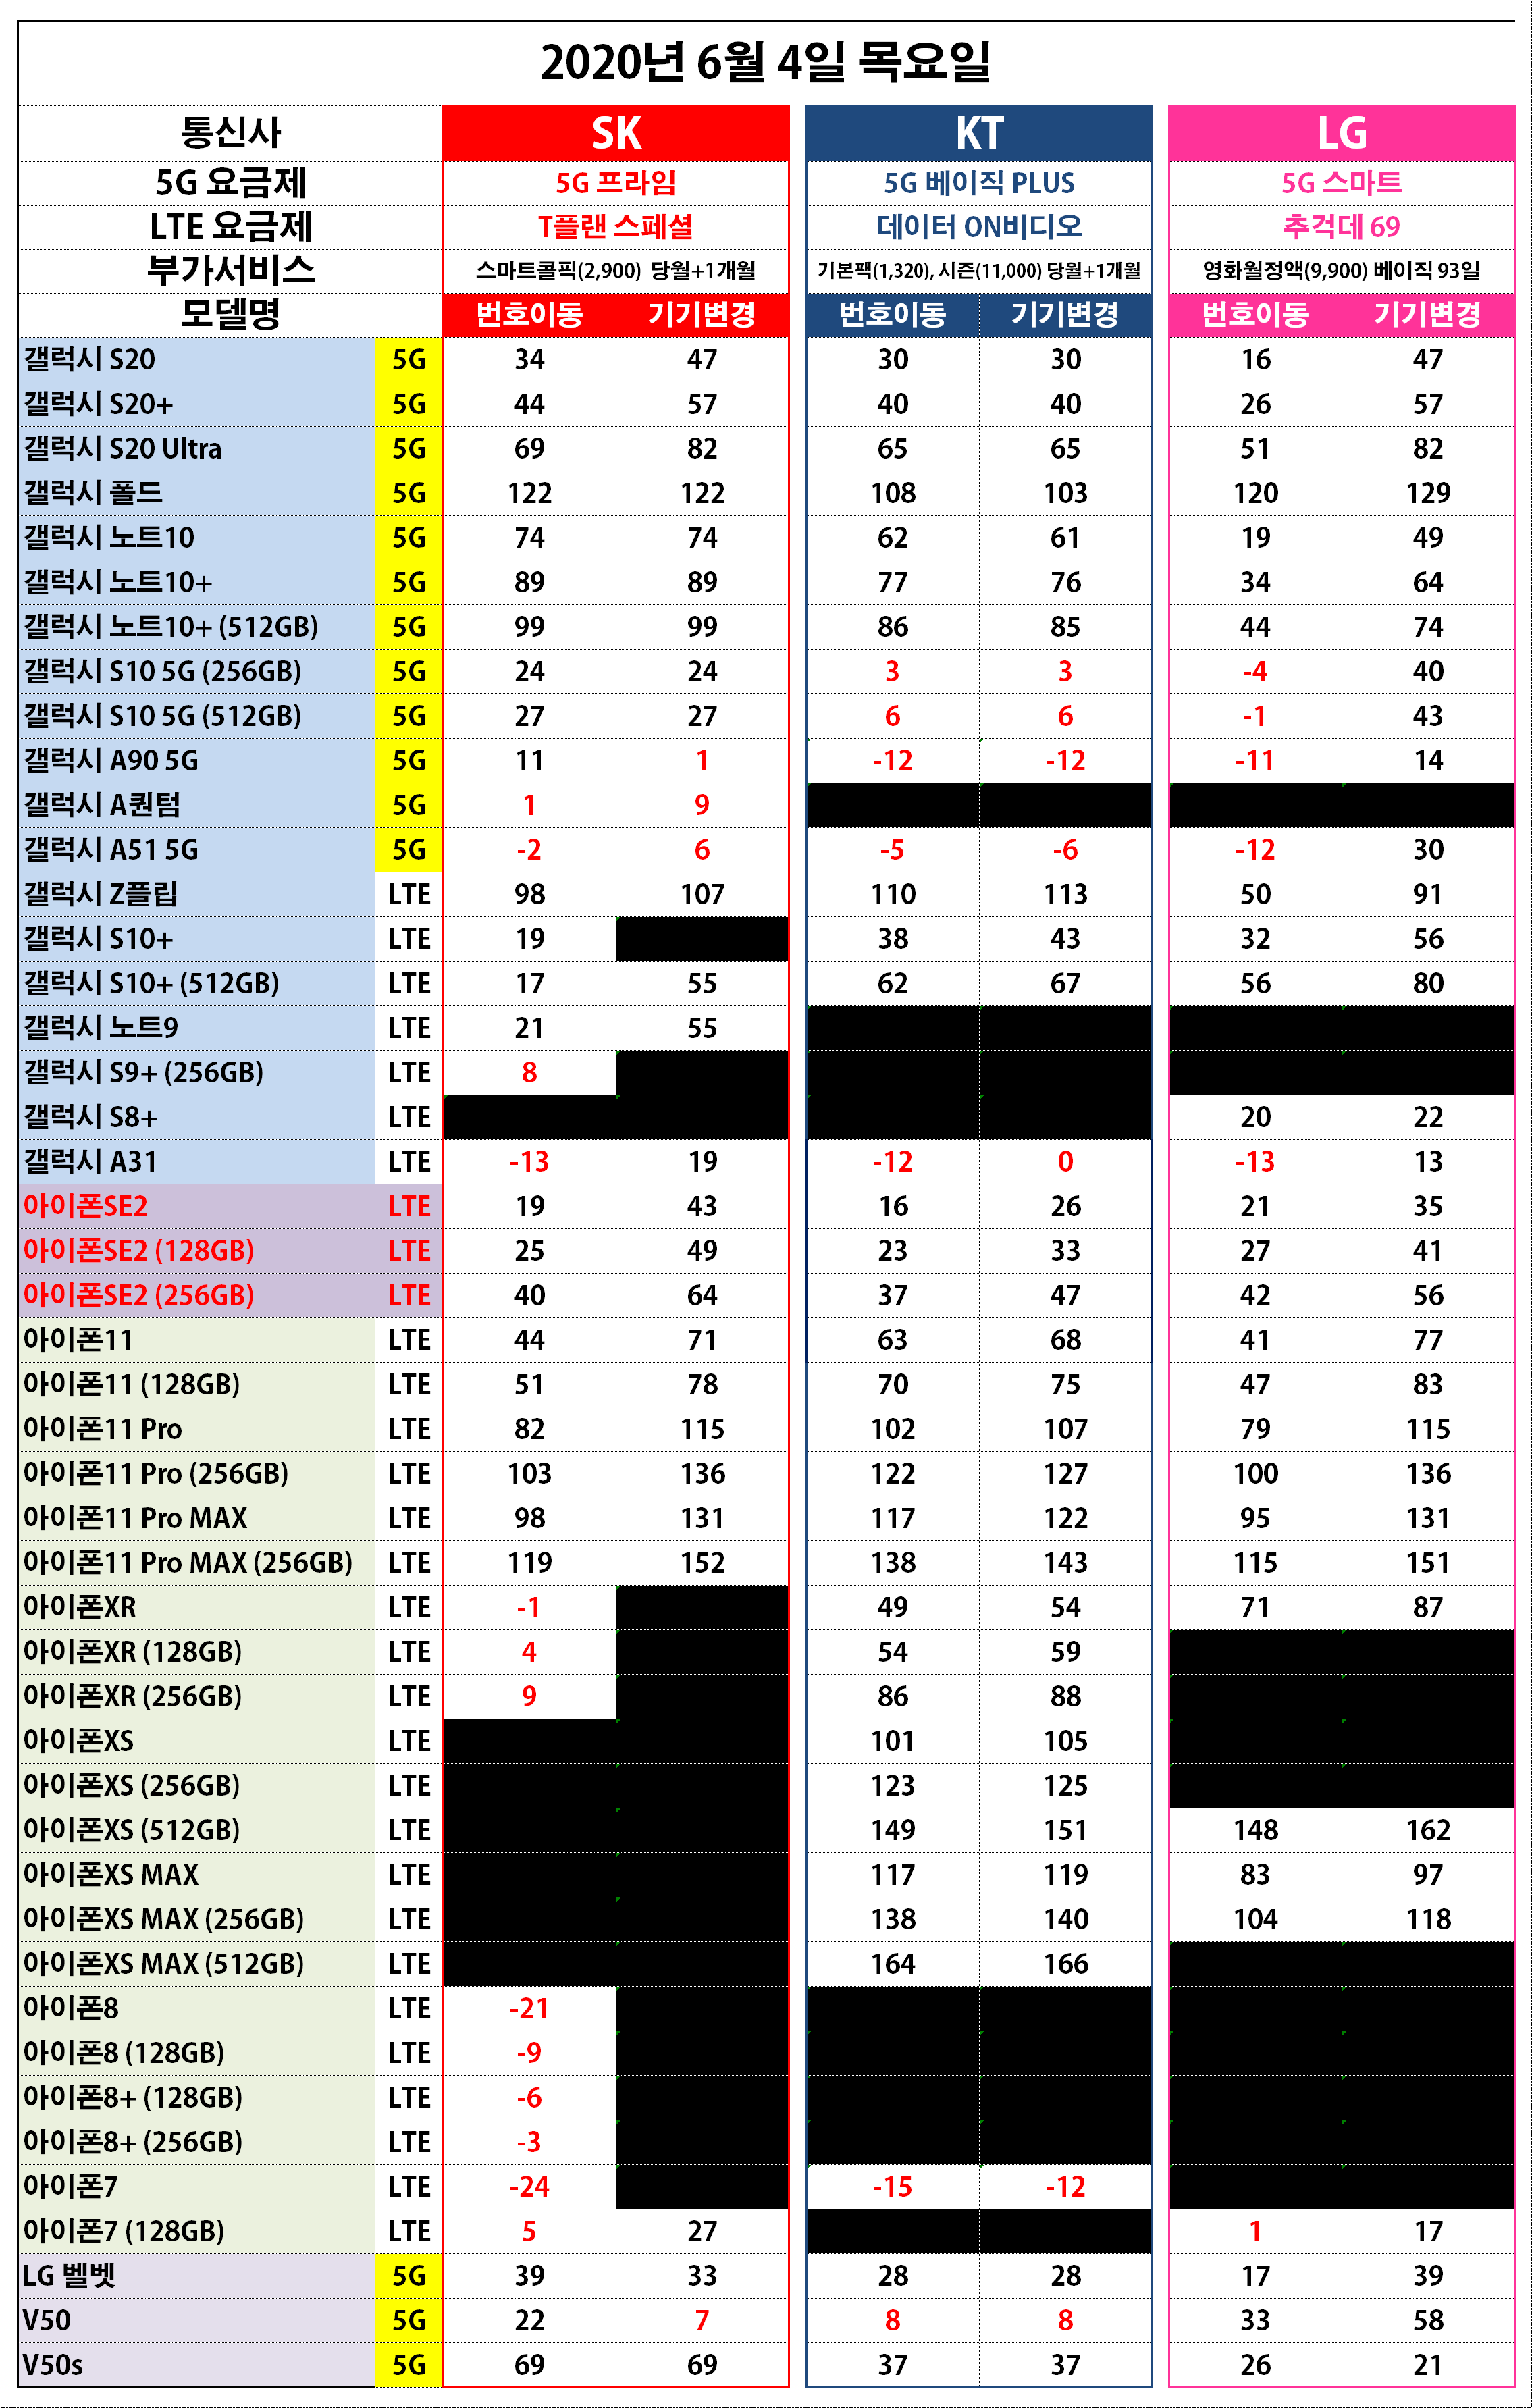 2020년 6월 4일 목요일
통신사 SK KT LG
5G 요금제 5G 프라임 5G 베이직 PLUS 5G 스마트
LTE 요금제 T플랜 스페셜 데이터 ON비디오 추걱데 69
부가서비스 스마트콜픽(2,900) 당월+1개월 기본팩(1,320), 시즌(11,000) 당월+1개월 영화월정액(9,900) 베이직 93일
모델명 번호이동 기기변경 번호이동 기기변경 번호이동 기기변경
갤럭시 S20 5G 34 47 30 30 16 47
갤럭시 S20+ 5G 44 57 40 40 26 57
갤럭시 S20 Ultra 5G 69 82 65 65 51 82
갤럭시 폴드 5G 122 122 108 103 120 129
갤럭시 노트10 5G 74 74 62 61 19 49
갤럭시 노트10+ 5G 89 89 77 76 34 64
갤럭시 노트10+ (512GB) 5G 99 99 86 85 44 74
갤럭시 S10 5G (256GB) 5G 24 24 3 3 -4 40
갤럭시 S10 5G (512GB) 5G 27 27 6 6 -1 43
갤럭시 A90 5G 5G 11 1 -12 -12 -11 14
갤럭시 A퀀텀 5G 1 9
갤럭시 A51 5G 5G -2 6 -5 -6 -12 30
갤럭시 Z플립 LTE 98 107 110 113 50 91
갤럭시 S10+ LTE 19 38 43 32 56
갤럭시 S10+ (512GB) LTE 17 55 62 67 56 80
갤럭시 노트9 LTE 21 55
갤럭시 S9+ (256GB) LTE 8
갤럭시 S8+ LTE 20 22
갤럭시 A31 LTE -13 19 -12 0 -13 13
아이폰SE2 LTE 19 43 16 26 21 35
아이폰SE2 (128GB) LTE 25 49 23 33 27 41
아이폰SE2 (256GB) LTE 40 64 37 47 42 56
아이폰11 LTE 44 71 63 68 41 77
아이폰11 (128GB) LTE 51 78 70 75 47 83
아이폰11 Pro LTE 82 115 102 107 79 115
아이폰11 Pro (256GB) LTE 103 136 122 127 100 136
아이폰11 Pro MAX LTE 98 131 117 122 95 131
아이폰11 Pro MAX (256GB) LTE 119 152 138 143 115 151
아이폰XR LTE -1 49 54 71 87
아이폰XR (128GB) LTE 4 54 59
아이폰XR (256GB) LTE 9 86 88
아이폰XS LTE 101 105
아이폰XS (256GB) LTE 123 125
아이폰XS (512GB) LTE 149 151 148 162
아이폰XS MAX LTE 117 119 83 97
아이폰XS MAX (256GB) LTE 138 140 104 118
아이폰XS MAX (512GB) LTE 164 166
아이폰8 LTE -21
아이폰8 (128GB) LTE -9
아이폰8+ (128GB) LTE -6
아이폰8+ (256GB) LTE -3
아이폰7 LTE -24 -15 -12
아이폰7 (128GB) LTE 5 27 1 17
LG 벨벳 5G 39 33 28 28 17 39
V50 5G 22 7 8 8 33 58
V50s 5G 69 69 37 37 26 21